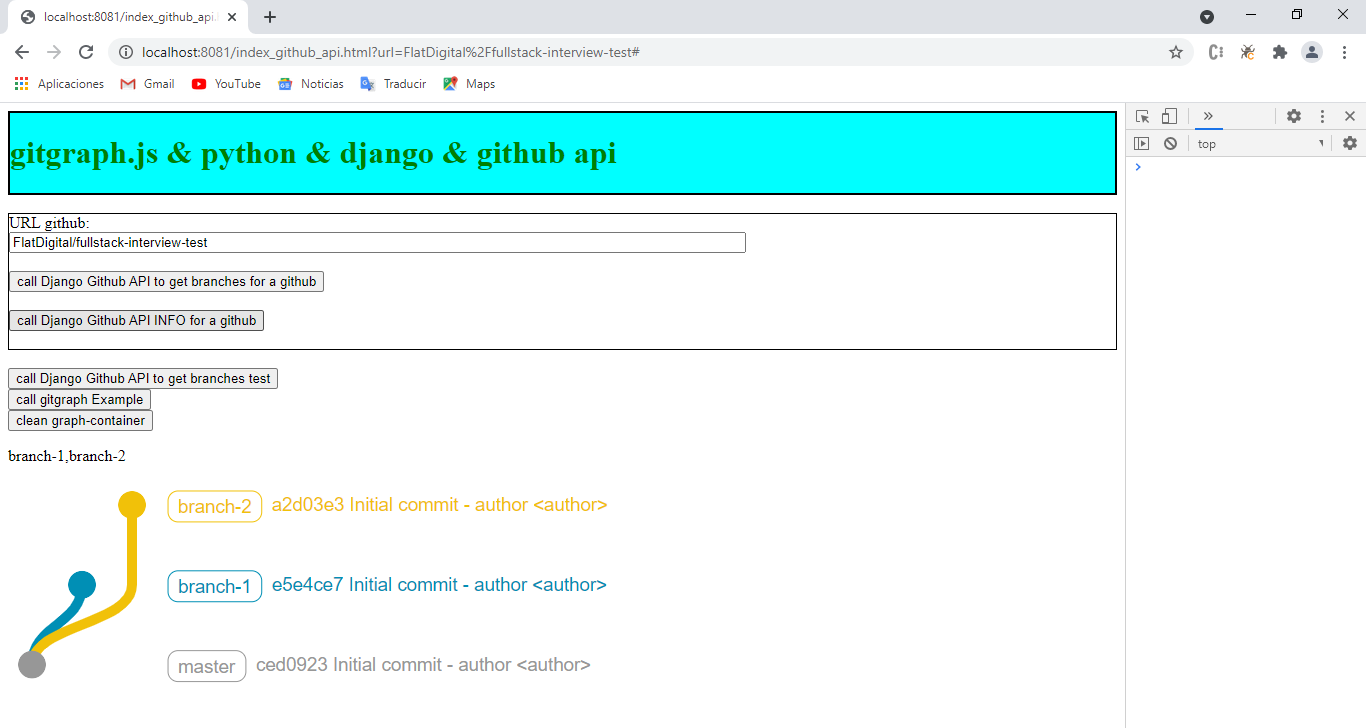 localhost:8081/index_github_api.
localhost:8081/index_github_api.html?url=FlatDigital%2Ffullstack-interview-test#
Aplicaciones Gmail YouTube Noticias Traducir Maps
gitgraph.js & python & django & github api
top
URL github:
FlatDigital/fullstack-interview-test
call Django Github API to get branches for a github
call Django Github API INFO for a github
call Django Github API to get branches test
call gitgraph Example
clean graph-container
branch-1,branch-2
branch-2 a2d03e3 Initial commit - author <author>
branch-1 e5e4ce7 Initial commit - author <author>
master ced0923 Initial commit - author <author>